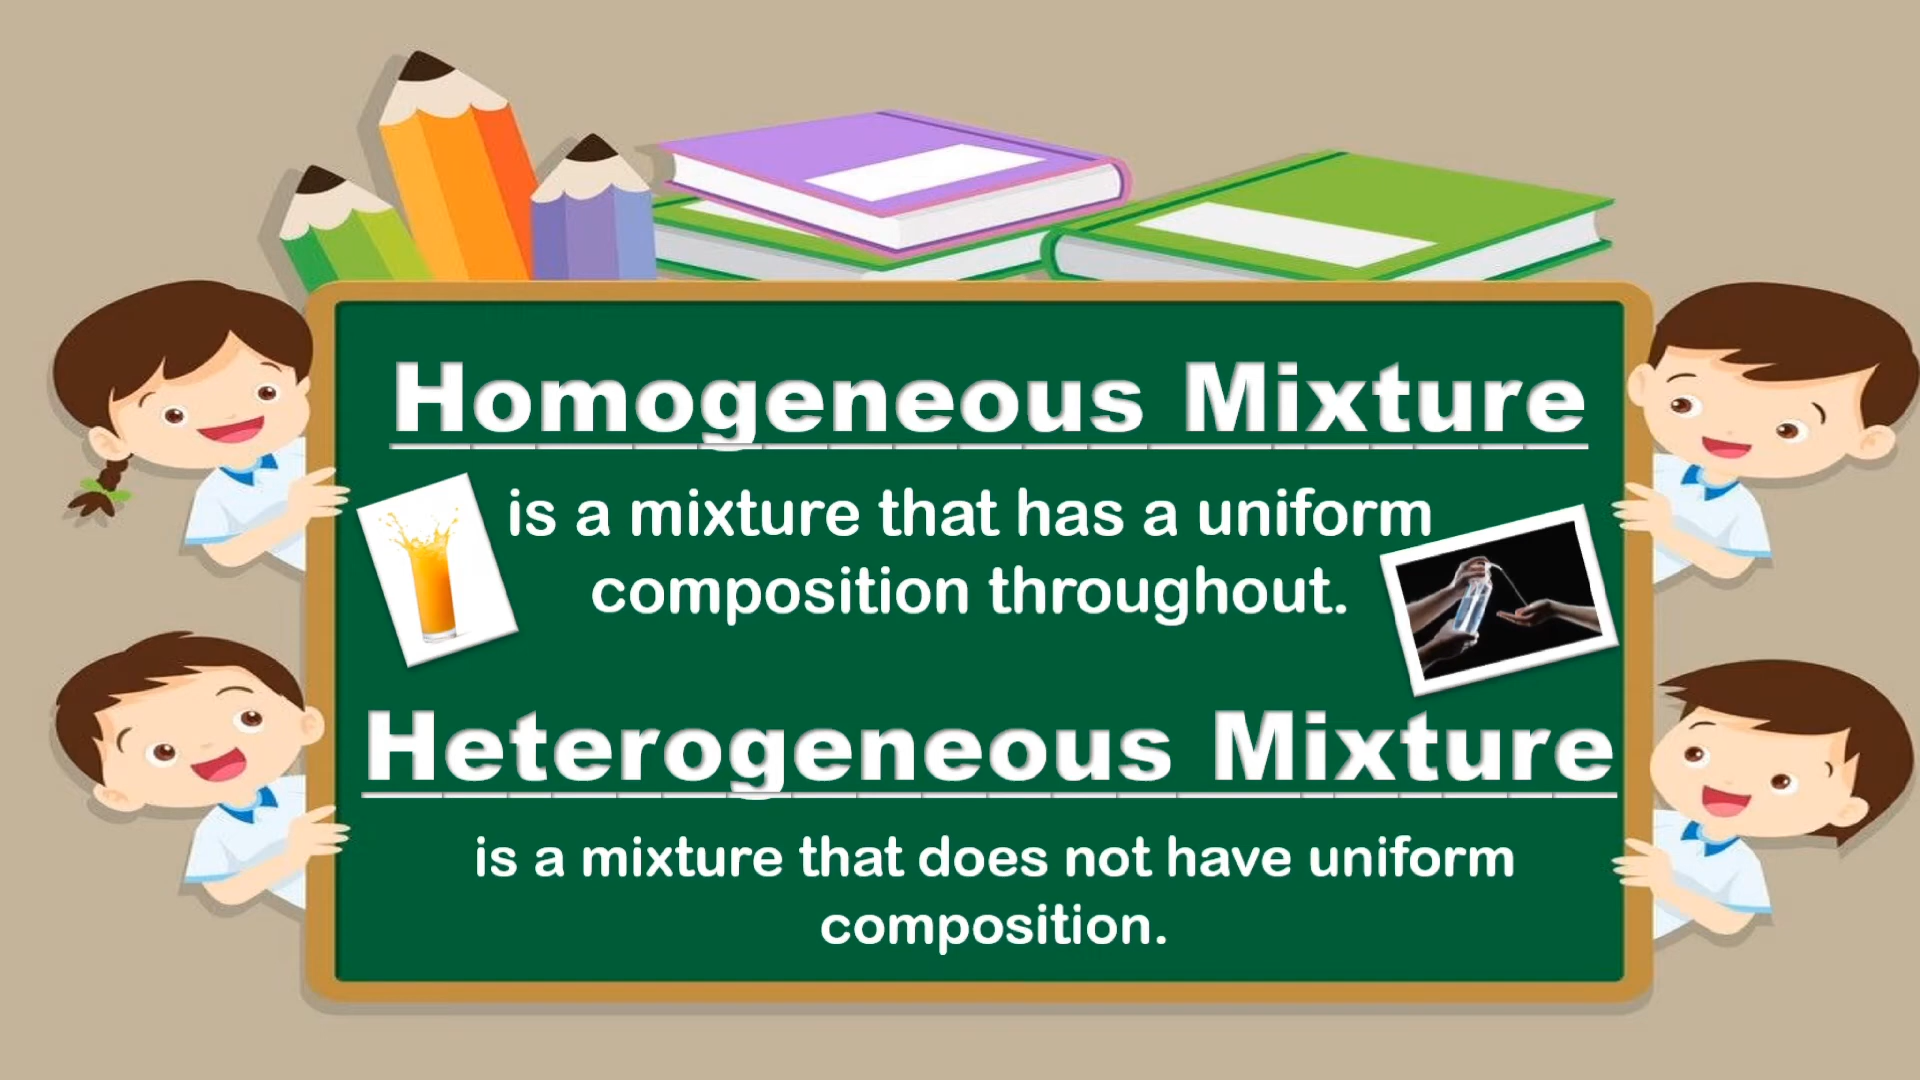 Homogeneous Mixture
is a mixture that has a uniform
composition throughout.
Heterogeneous Mixture
is a mixture that does not have uniform
composition.